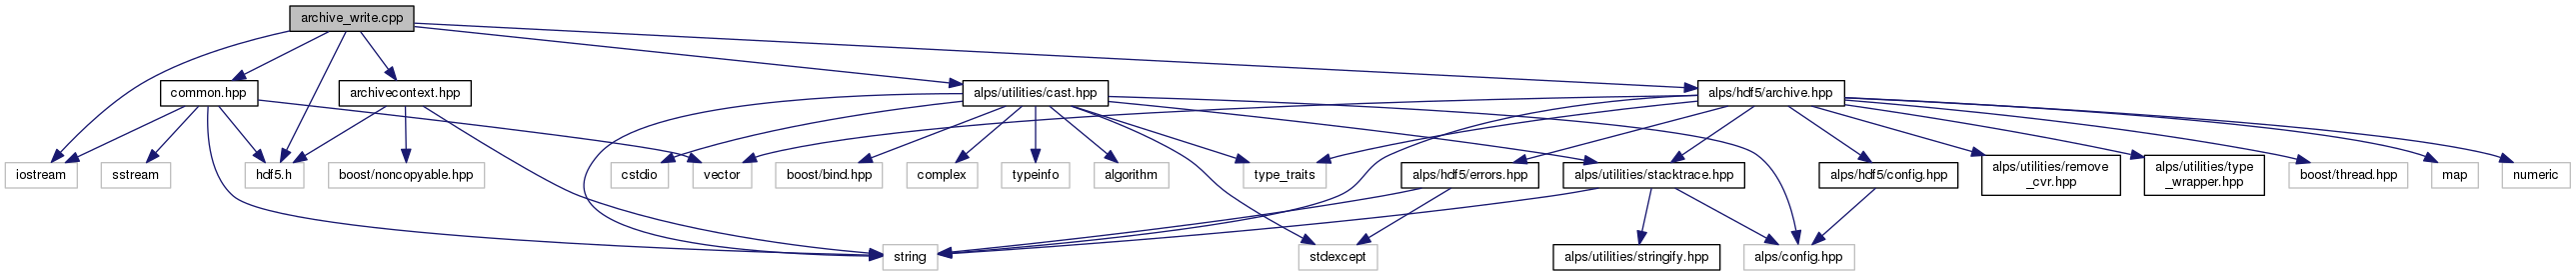 archive_write.cpp
common.hpp
archivecontext.hpp
alps/utilities/cast.hpp
alps/hdf5/archive.hpp
iostream
sstream
hdf5.h
boost/noncopyable.hpp
cstdio
vector
boost/bind.hpp
complex
typeinfo
algorithm
type_traits
alps/hdf5/errors.hpp
alps/utilities/stacktrace.hpp
alps/hdf5/config.hpp
alps/utilities/remove
_cvr.hpp
alps/utilities/type
_wrapper.hpp
boost/thread.hpp
map
numeric
string
stdexcept
alps/utilities/stringify.hpp
alps/config.hpp